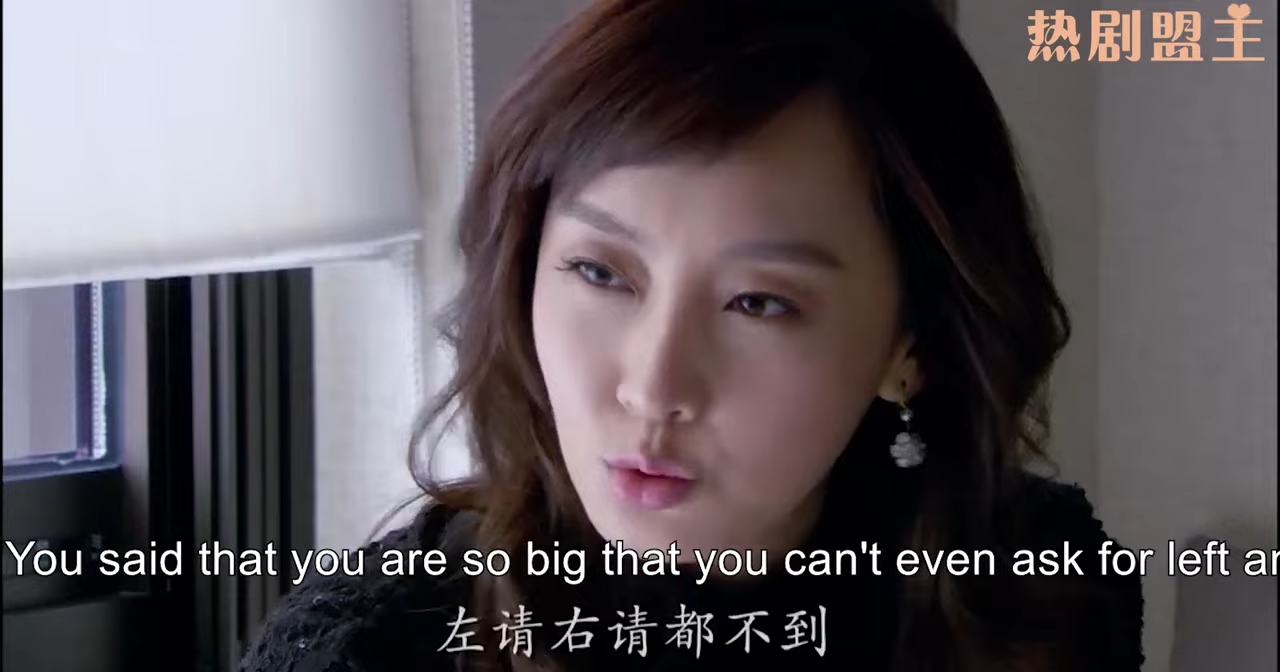 热剧盟主
You said that you are so big that you can't even ask for left
左请右请都不到